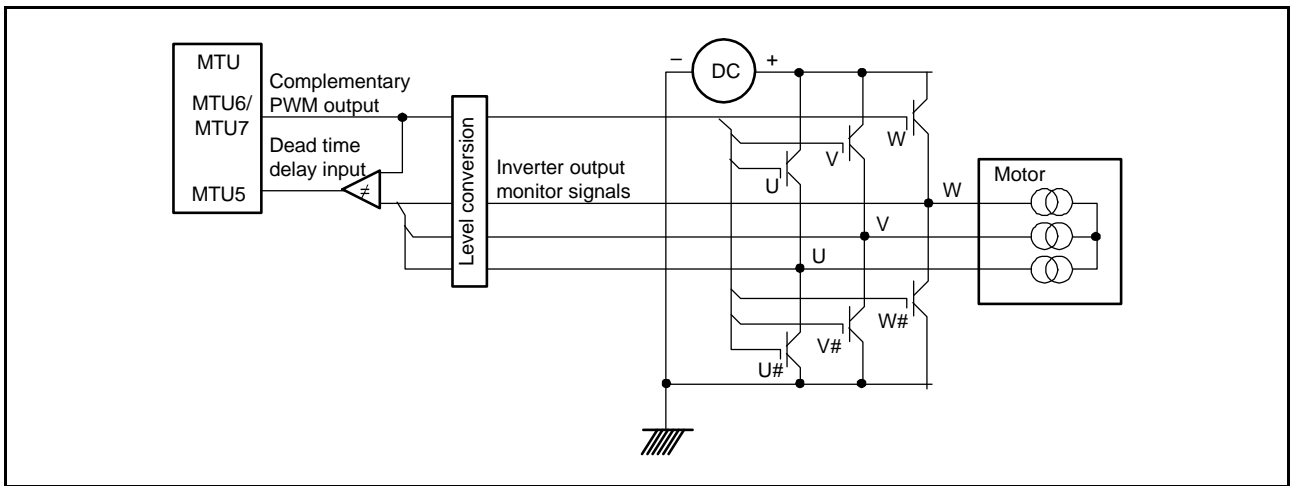 MTU
MTU6/
MTU7
MTU5
Complementary
PWM output
Dead time
delay input
≠
Level conversion
Inverter output
monitor signals
–
DC
+
W
V
U
W
V
U
W#
V#
U#
Motor